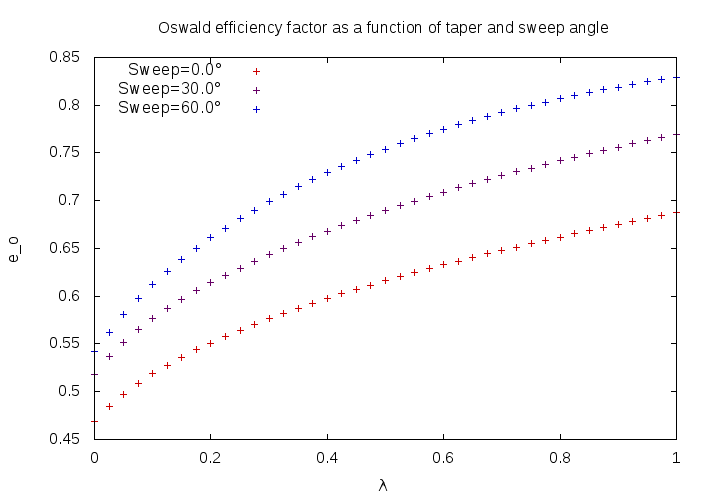 Oswald efficiency factor as a function of taper and sweep angle
0.85
Sweep=0.0°
Sweep=30.0°
Sweep=60.0°
0.8
0.75
0.7
e_o
0.65
0.6
0.55
0.5
0.45
0 0.2 0.4 0.6 0.8 1
λ